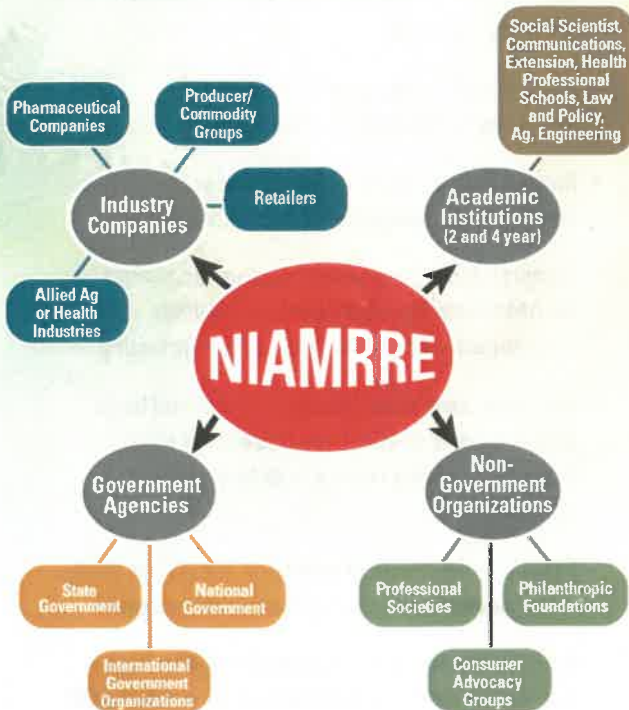 Social Scientist,
Communications,
Extension, Health
Professional
Schools, Law
and Policy,
Ag, Engineering
Pharmaceutical
Companies
Producer/
Commodity
Groups
Industry
Companies
Retailers
Academic
Institutions
(2 and 4 year)
Allied Ag
or Health
Industries
NIAMRRE
Government
Agencies
Non-
Government
Organizations
State
Government
National
Government
International
Government
Organizations
Professional
Societies
Philanthropic
Foundations
Consumer
Advocacy
Groups